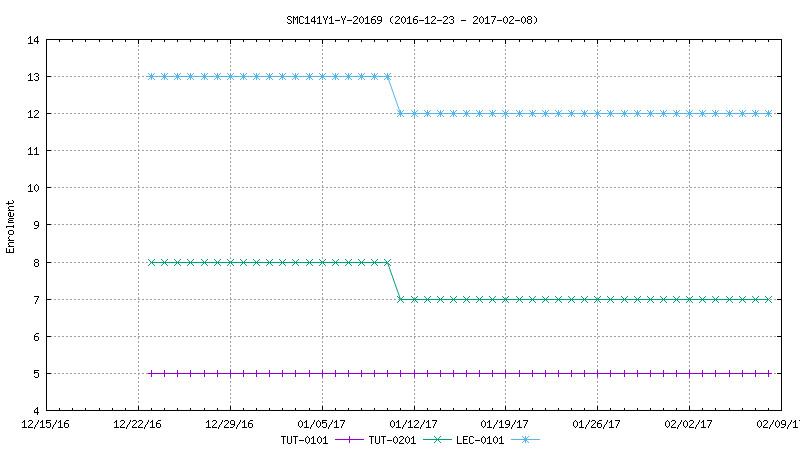 SMC141Y1-Y-20169 (2016-12-23 - 2017-02-08)
14
13
12
11
10
9
8
7
6
5
4
Enrolment
12/15/16 12/22/16 12/29/16 01/05/17 01/12/17 01/19/17 01/26/17 02/02/17 02/09/1
TUT-0101 TUT-0201 LEC-0101